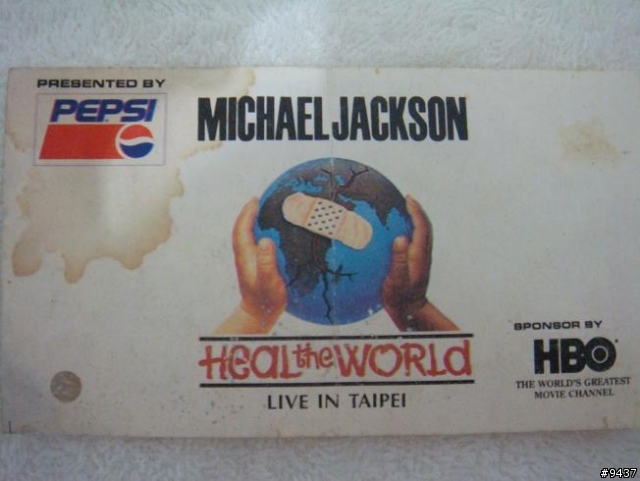 PRESENTED BY
PEPSI
MICHAEL JACKSON
HEAL the WORLD
LIVE IN TAIPEI
SPONSOR BY
HBO
THE WORLD'S GREATEST
MOVIE CHANNEL
#9437